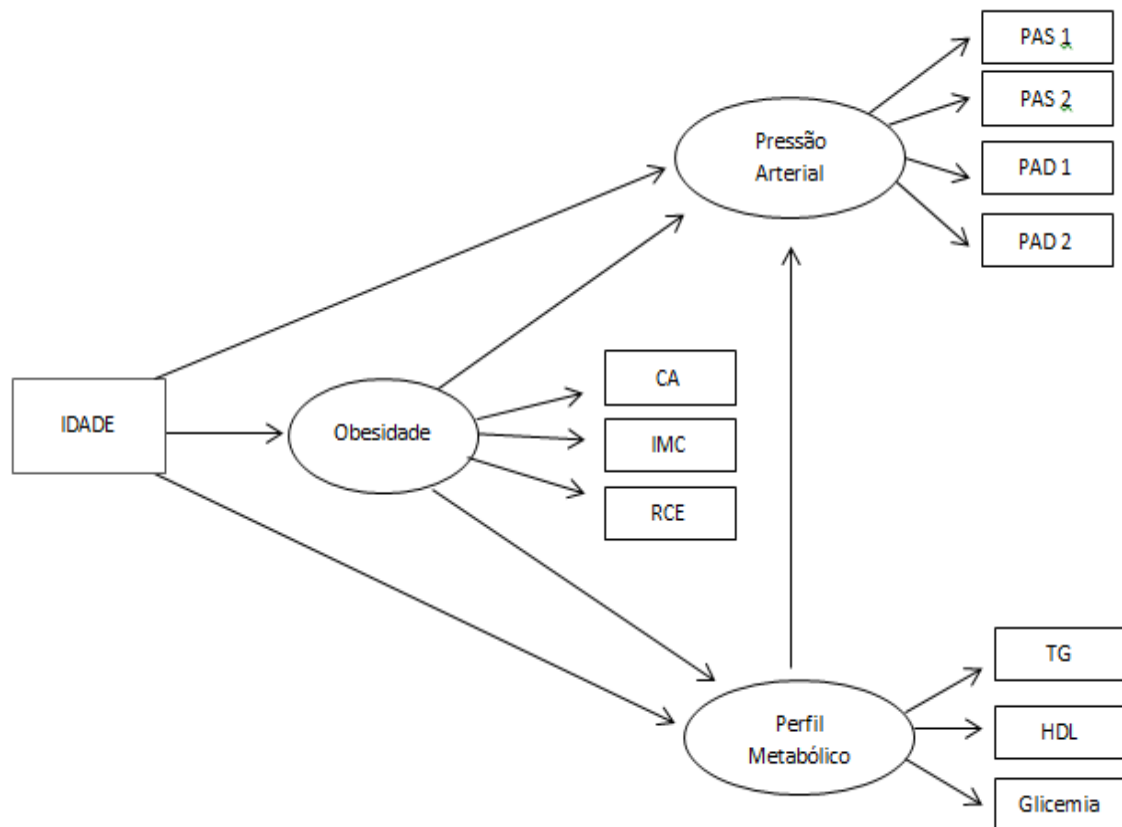 PAS 1
PAS 2
Pressão
Arterial
PAD 1
PAD 2
CA
IDADE
Obesidade
IMC
RCE
TG
Perfil
Metabólico
HDL
Glicemia